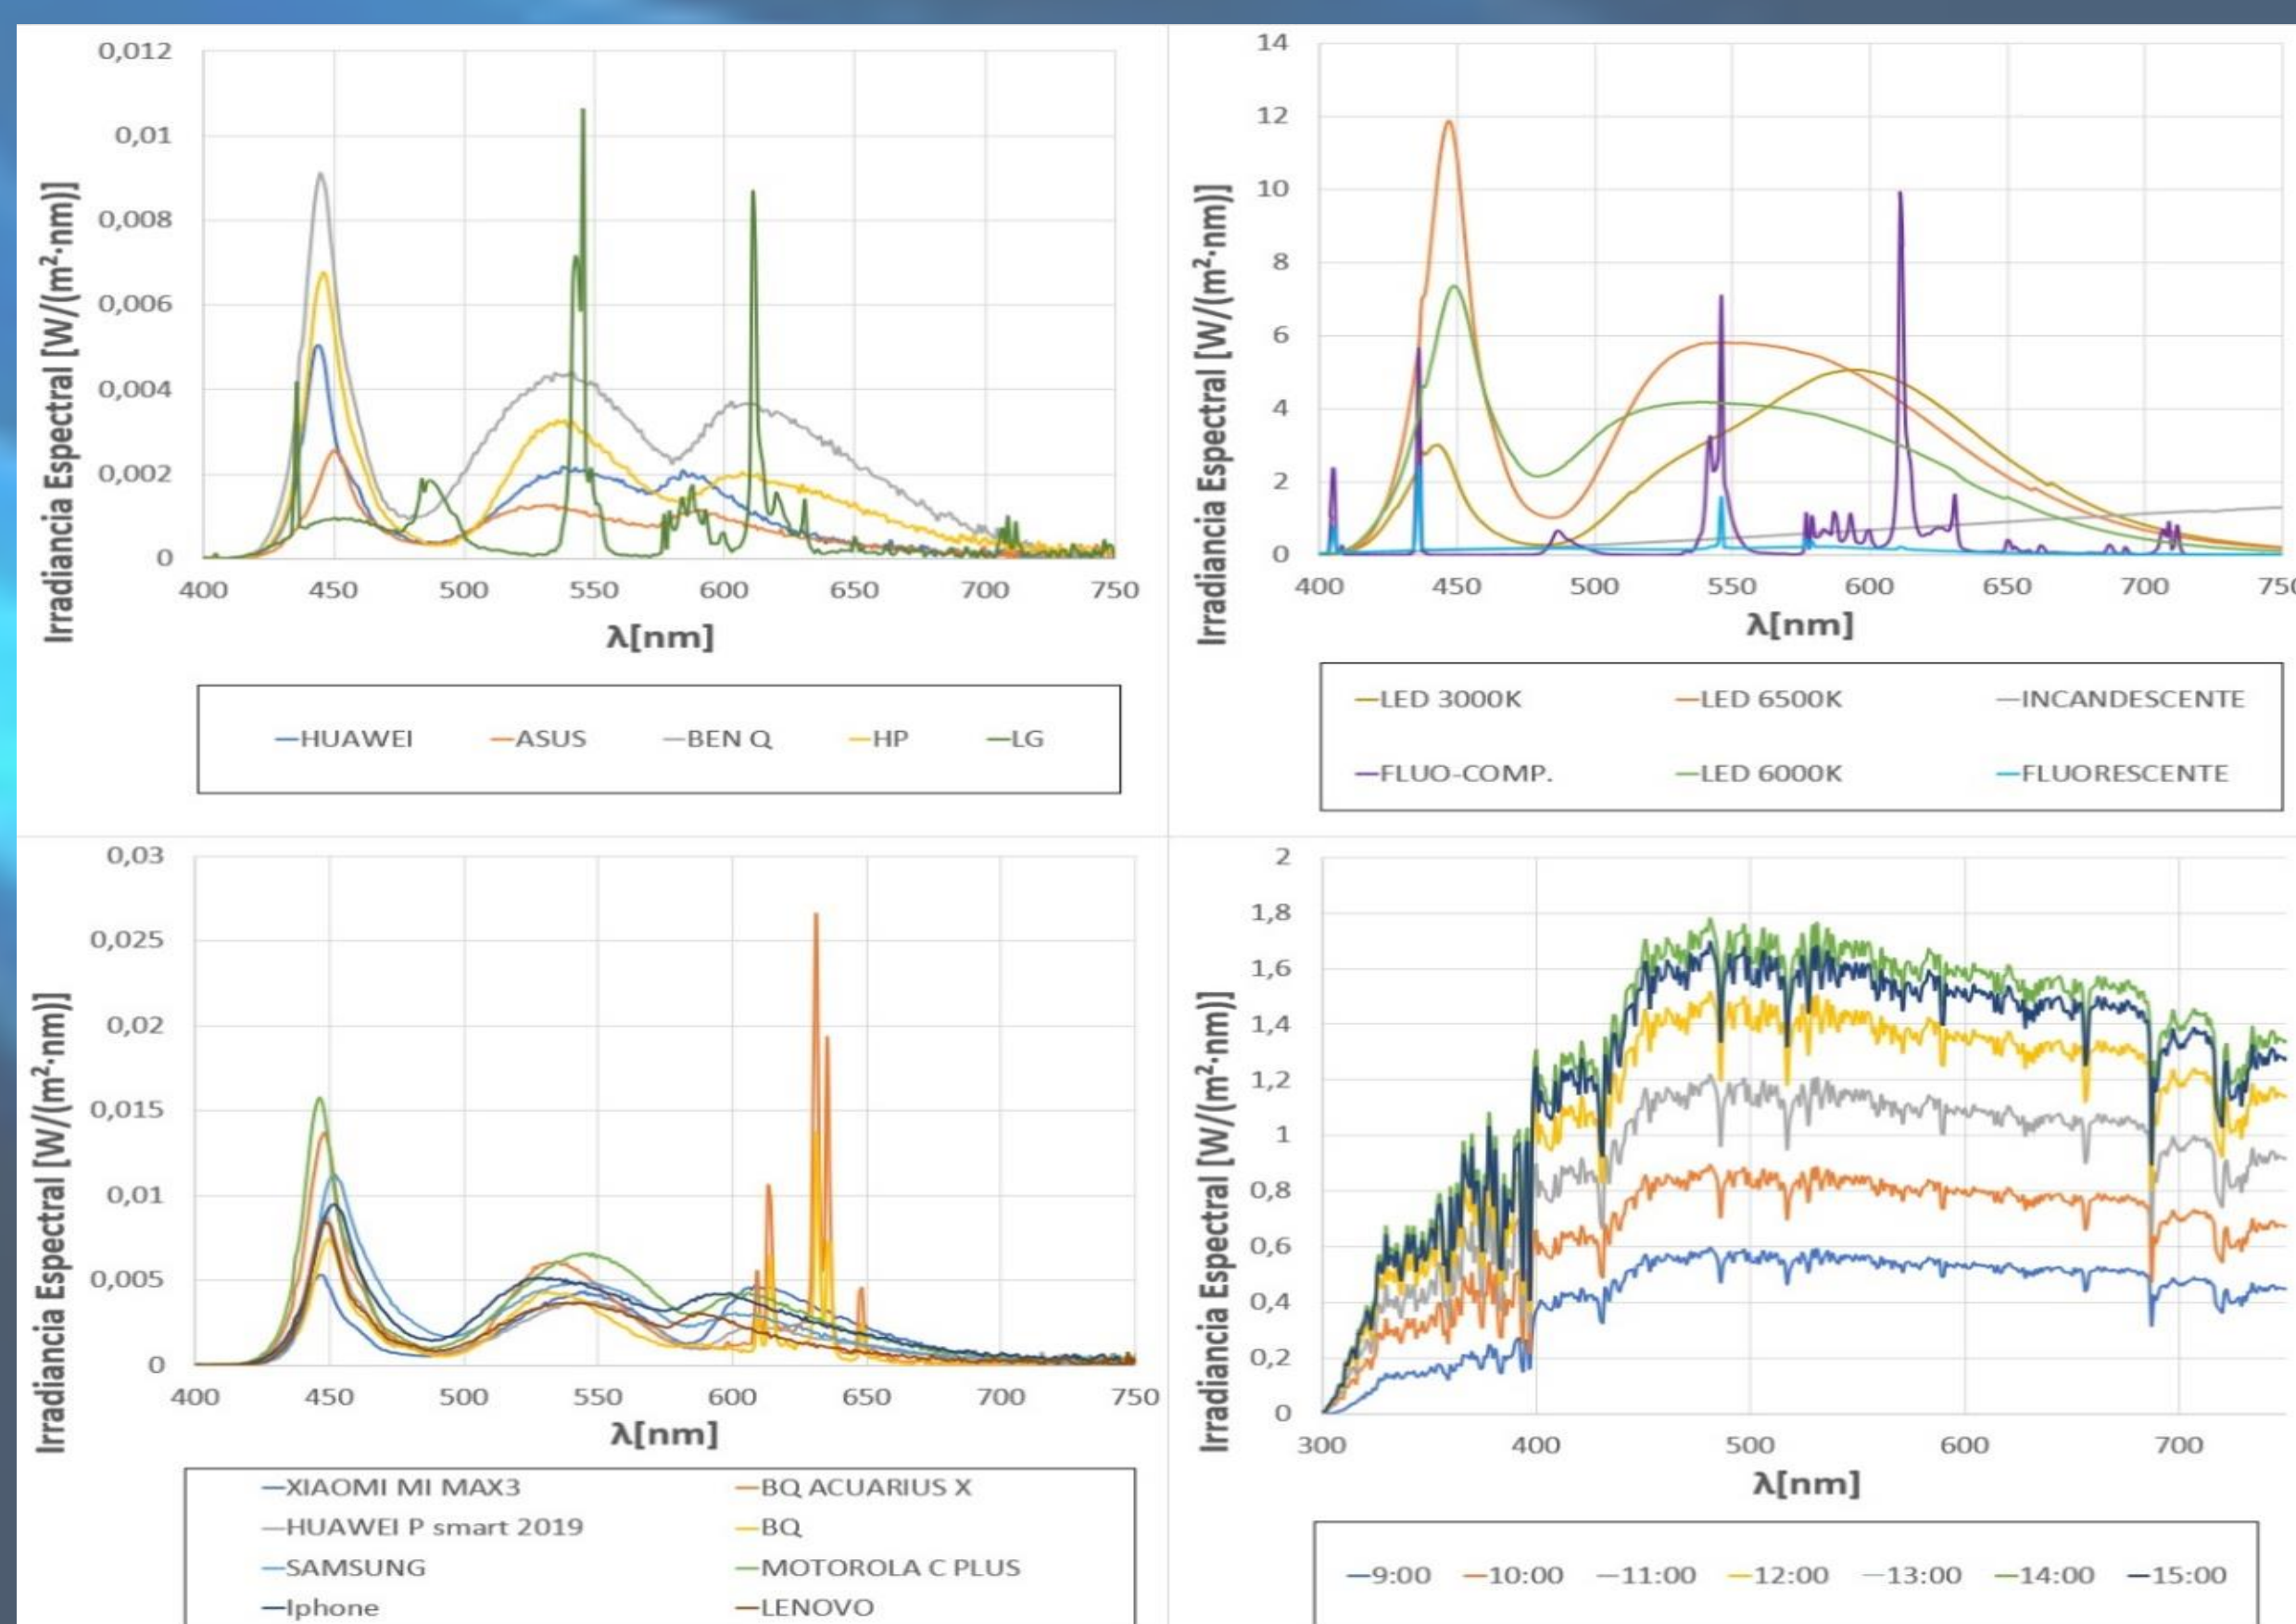 0,012
0,01
0,008
0,006
0,004
0,002
0
400 450 500 550 600 650 700 750
Irradiancia Espectral [W/(m²·nm)]
λ[nm]
HUAWEI ASUS BEN Q HP LG
14
12
10
8
6
4
2
0
400 450 500 550 600 650 700 750
Irradiancia Espectral [W/(m²·nm)]
λ[nm]
LED 3000K LED 6500K INCANDESCENTE
FLUO-COMP. LED 6000K FLUORESCENTE
0,03
0,025
0,02
0,015
0,01
0,005
0
400 450 500 550 600 650 700 750
Irradiancia Espectral [W/(m²·nm)]
λ[nm]
XIAOMI MI MAX3 BQ ACUARIUS X
HUAWEI P smart 2019 BQ
SAMSUNG MOTOROLA C PLUS
Iphone LENOVO
2
1,8
1,6
1,4
1,2
1
0,8
0,6
0,4
0,2
0
300 400 500 600 700
Irradiancia Espectral [W/(m²·nm)]
λ[nm]
9:00 10:00 11:00 12:00 13:00 14:00 15:00